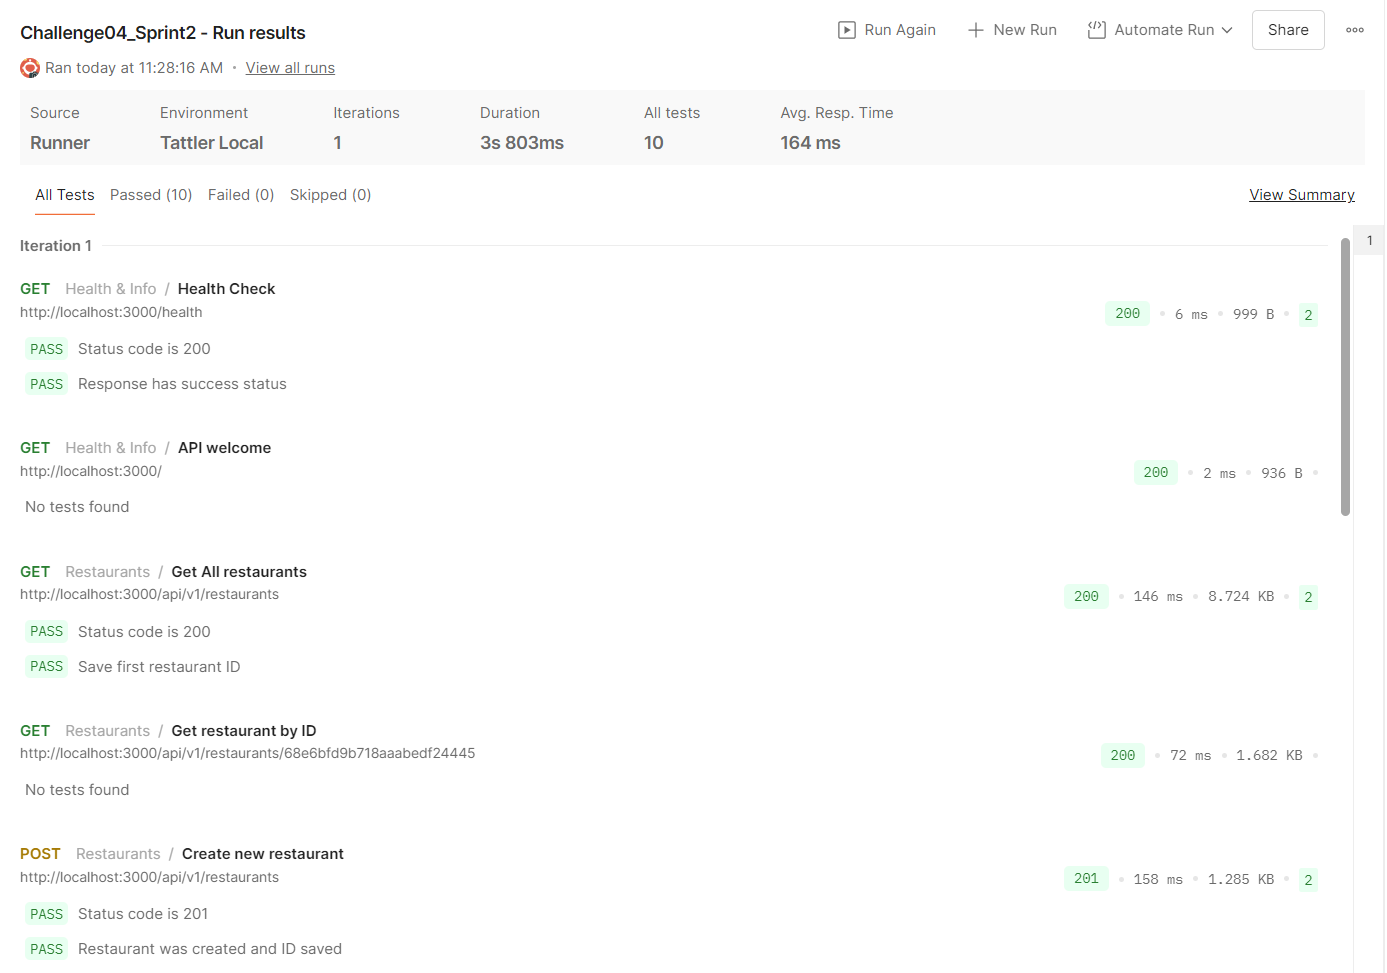 Challenge04_Sprint2 - Run results
Run Again
New Run
Automate Run
Share
Ran today at 11:28:16 AM · View all runs
Source Environment Iterations Duration All tests Avg. Resp. Time
Runner Tattler Local 1 3s 803ms 10 164 ms
All Tests Passed (10) Failed (0) Skipped (0) View Summary
Iteration 1
1
GET Health & Info / Health Check
http://localhost:3000/health
200 • 6 ms • 999 B • 2
PASS Status code is 200
PASS Response has success status
GET Health & Info / API welcome
http://localhost:3000/
200 • 2 ms • 936 B •
No tests found
GET Restaurants / Get All restaurants
http://localhost:3000/api/v1/restaurants
200 • 146 ms • 8.724 KB • 2
PASS Status code is 200
PASS Save first restaurant ID
GET Restaurants / Get restaurant by ID
http://localhost:3000/api/v1/restaurants/68e6bfd9b718aaabedf24445
200 • 72 ms • 1.682 KB •
No tests found
POST Restaurants / Create new restaurant
http://localhost:3000/api/v1/restaurants
201 • 158 ms • 1.285 KB • 2
PASS Status code is 201
PASS Restaurant was created and ID saved